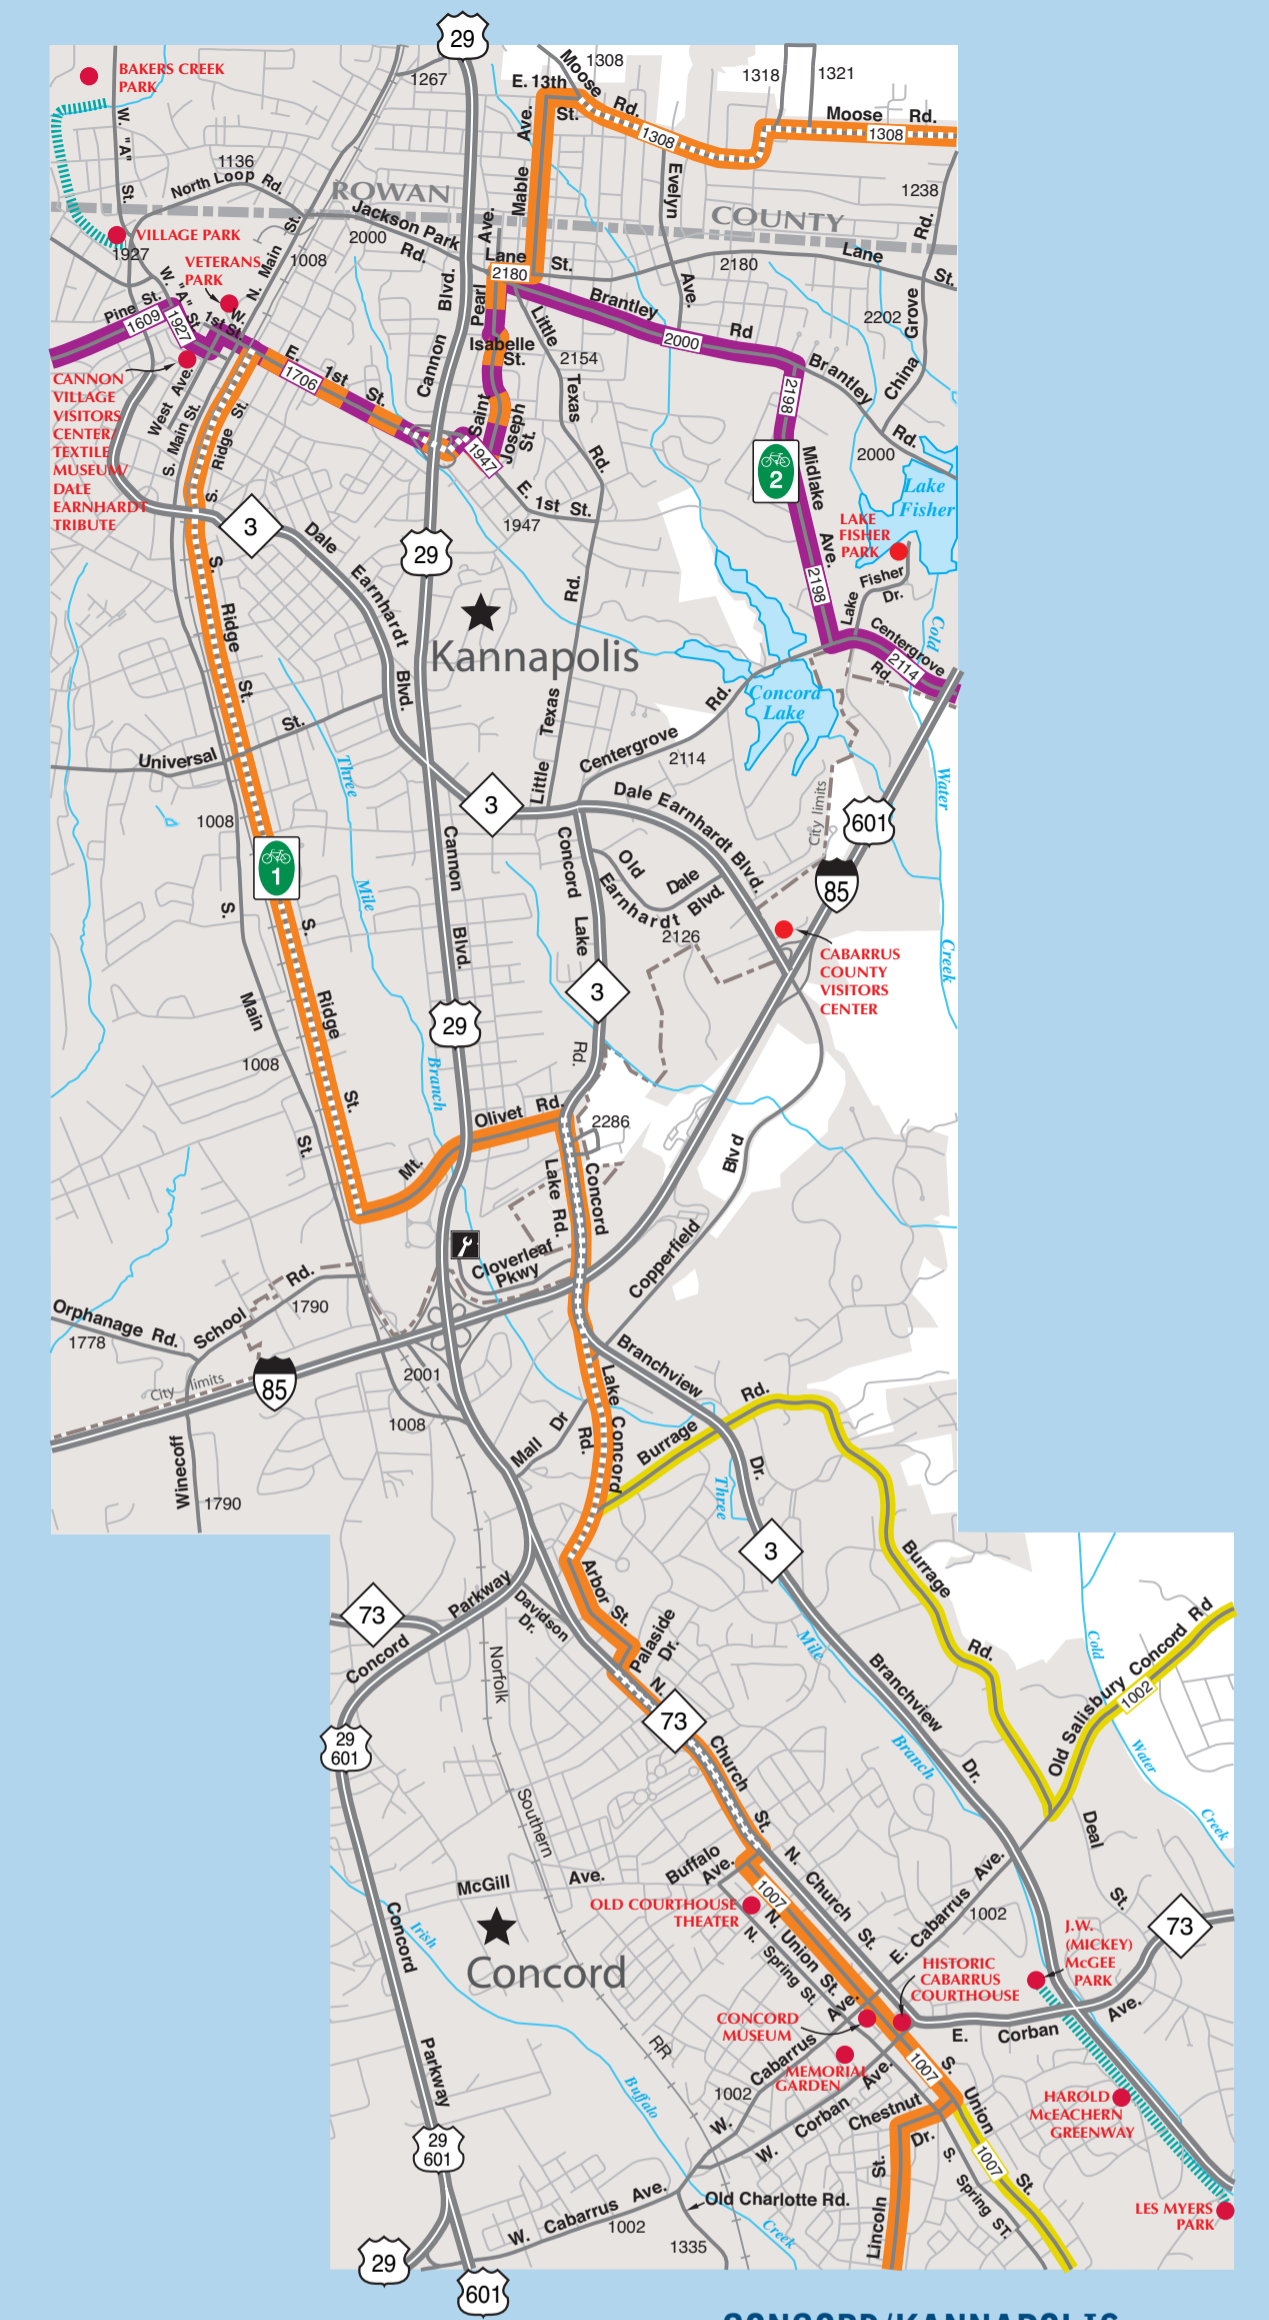 29
BAKERS CREEK
PARK
1267
E. 13th
St.
Moose
Rd.
1308
1308
1318
1321
Moose Rd.
1308
W. "A"
St.
1136
North Loop Rd.
ROWAN
COUNTY
Mable
Ave.
Evelyn
Ave.
1238
VILLAGE PARK
1927
Jackson Park
Rd.
2000
1008
N. Main
St.
VETERANS
PARK
Pearl
Ave.
Lane
St.
2180
2180
Lane
St.
W. "A" St.
W.
1st St.
Pine St.
1609
1927
Brantley
Rd
2000
2202
China
Grove
Rd.
Cannon
Blvd.
Isabelle
St.
Little
Texas
Rd.
2154
Brantley
Rd.
2000
2198
E.
1st
St.
1706
CANNON
VILLAGE
VISITORS
CENTER/
TEXTILE
MUSEUM/
DALE
EARNHARDT
TRIBUTE
West Ave.
S. Main St.
S.
Ridge St.
Saint
Joseph
St.
1947
E. 1st St.
1947
2
Midlake
Ave.
2198
Lake
Fisher
LAKE
FISHER
PARK
Lake
Fisher
Dr.
3
29
Dale
Earnhardt
Blvd.
Kannapolis
S.
Ridge
St.
Centergrove
Rd.
2114
Cold
Water
Creek
Concord
Lake
Little
Texas
Rd.
Centergrove
Rd.
2114
Universal
St.
Three
Mile
Branch
1008
3
Dale Earnhardt Blvd.
City limits
601
85
1
Cannon
Blvd.
Concord
Lake
Rd.
Old
Dale
Earnhardt Blvd.
2126
S.
Main
St.
1008
S.
Ridge
St.
CABARRUS
COUNTY
VISITORS
CENTER
3
29
Mt.
Olivet Rd.
2286
Concord
Lake Rd.
Copperfield
Blvd
Cloverleaf
Pkwy
Orphanage Rd.
1778
School
Rd.
1790
City limits
85
2001
1008
Winecoff
1790
Mall Dr
Branchview
Dr.
Lake Concord
Rd.
Burrage
Rd.
Three
Mile
Branch
3
Arbor St.
Palaside
Dr.
Davidson
Dr.
73
Concord
Parkway
Norfolk
Southern
RR
Burrage
Rd.
Old Salisbury Concord Rd
1002
Cold
Water
Creek
29
601
N.
73
Church
St.
Branchview
Dr.
Deal
St.
McGill
Ave.
Buffalo
Ave.
OLD COURTHOUSE
THEATER
Concord
1007
N. Church
St.
N. Union St.
N. Spring St.
E. Cabarrus Ave.
1002
73
J.W.
(MICKEY)
McGEE
PARK
HISTORIC
CABARRUS
COURTHOUSE
Irish
Buffalo
Creek
Concord
Parkway
CONCORD
MUSEUM
MEMORIAL
GARDEN
W.
Cabarrus
Ave.
1002
W.
Corban
Ave.
E.
Corban
Ave.
1007
S.
Union
St.
1007
Chestnut
Dr.
HAROLD
McEACHERN
GREENWAY
S.
Spring ST.
Lincoln
St.
LES MYERS
PARK
29
601
W. Cabarrus Ave.
1002
Old Charlotte Rd.
1335
29
601
CONCORD/KANNAPOLIS